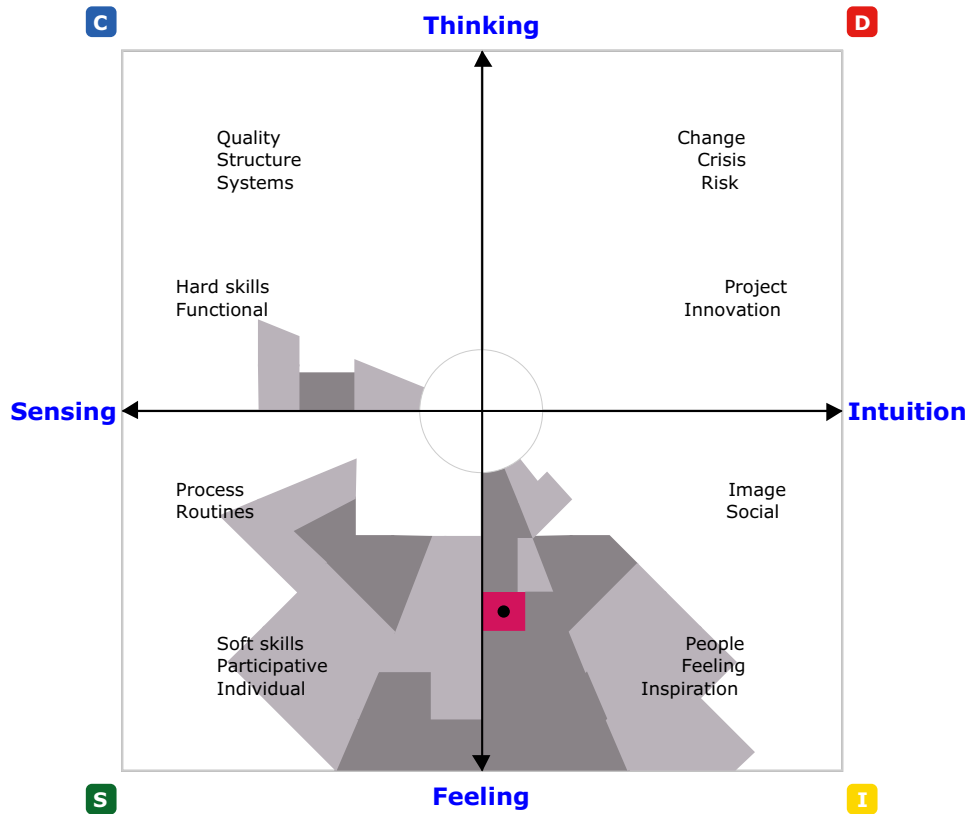 C
Thinking
D
Quality
Structure
Systems
Change
Crisis
Risk
Hard skills
Functional
Project
Innovation
Sensing
Intuition
Process
Routines
Image
Social
Soft skills
Participative
Individual
People
Feeling
Inspiration
S
Feeling
I